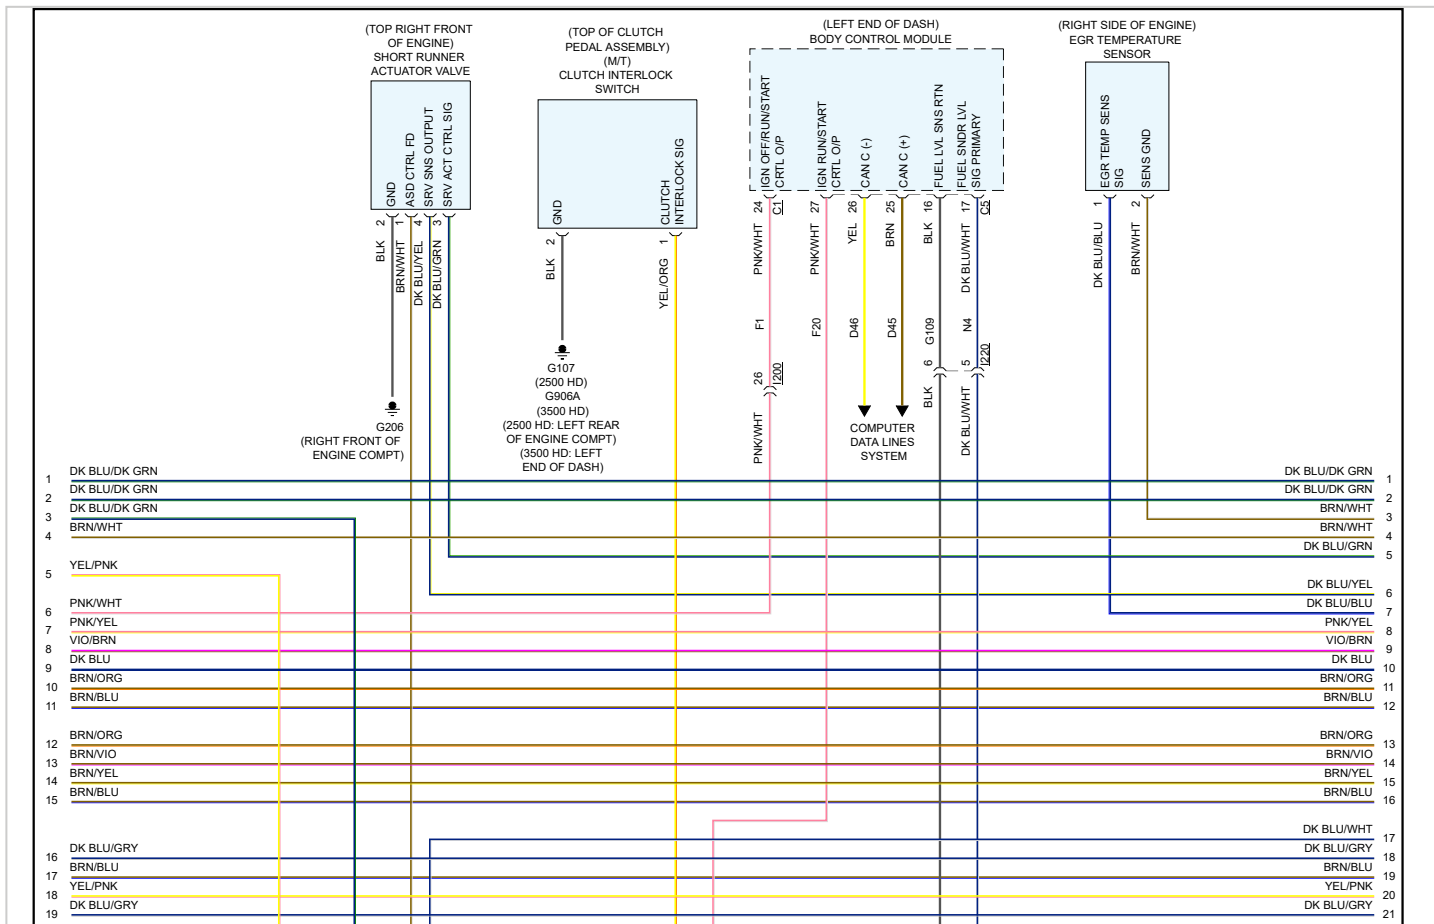 (TOP RIGHT FRONT
OF ENGINE)
SHORT RUNNER
ACTUATOR VALVE
GND
ASD CTRL FD
SRV SNS OUTPUT
SRV ACT CTRL SIG
2
1
4
3
BLK
BRN/WHT
DK BLU/YEL
DK BLU/GRN
G206
(RIGHT FRONT OF
ENGINE COMPT)
(TOP OF CLUTCH
PEDAL ASSEMBLY)
(M/T)
CLUTCH INTERLOCK
SWITCH
GND
CLUTCH
INTERLOCK SIG
2
1
BLK
YEL/ORG
G107
(2500 HD)
G906A
(3500 HD)
(2500 HD: LEFT REAR
OF ENGINE COMPT)
(3500 HD: LEFT
END OF DASH)
(LEFT END OF DASH)
BODY CONTROL MODULE
IGN OFF/RUN/START
CRTL O/P
IGN RUN/START
CRTL O/P
CAN C (-)
CAN C (+)
FUEL LVL SNS RTN
FUEL SNDR LVL
SIG PRIMARY
24
C1
27
26
25
16
17
C5
PNK/WHT
PNK/WHT
YEL
BRN
BLK
DK BLU/WHT
F1
F20
D46
D45
G109
N4
26
I200
6
5
I220
PNK/WHT
BLK
DK BLU/WHT
COMPUTER
DATA LINES
SYSTEM
(RIGHT SIDE OF ENGINE)
EGR TEMPERATURE
SENSOR
EGR TEMP SENS
SIG
SENS GND
1
2
DK BLU/BLU
BRN/WHT
1 DK BLU/DK GRN
2 DK BLU/DK GRN
3 DK BLU/DK GRN
4 BRN/WHT
5 YEL/PNK
6 PNK/WHT
7 PNK/YEL
8 VIO/BRN
9 DK BLU
10 BRN/ORG
11 BRN/BLU
12 BRN/ORG
13 BRN/VIO
14 BRN/YEL
15 BRN/BLU
16 DK BLU/GRY
17 BRN/BLU
18 YEL/PNK
19 DK BLU/GRY
DK BLU/DK GRN 1
DK BLU/DK GRN 2
BRN/WHT 3
BRN/WHT 4
DK BLU/GRN 5
DK BLU/YEL 6
DK BLU/BLU 7
PNK/YEL 8
VIO/BRN 9
DK BLU 10
BRN/ORG 11
BRN/BLU 12
BRN/ORG 13
BRN/VIO 14
BRN/YEL 15
BRN/BLU 16
DK BLU/WHT 17
DK BLU/GRY 18
BRN/BLU 19
YEL/PNK 20
DK BLU/GRY 21